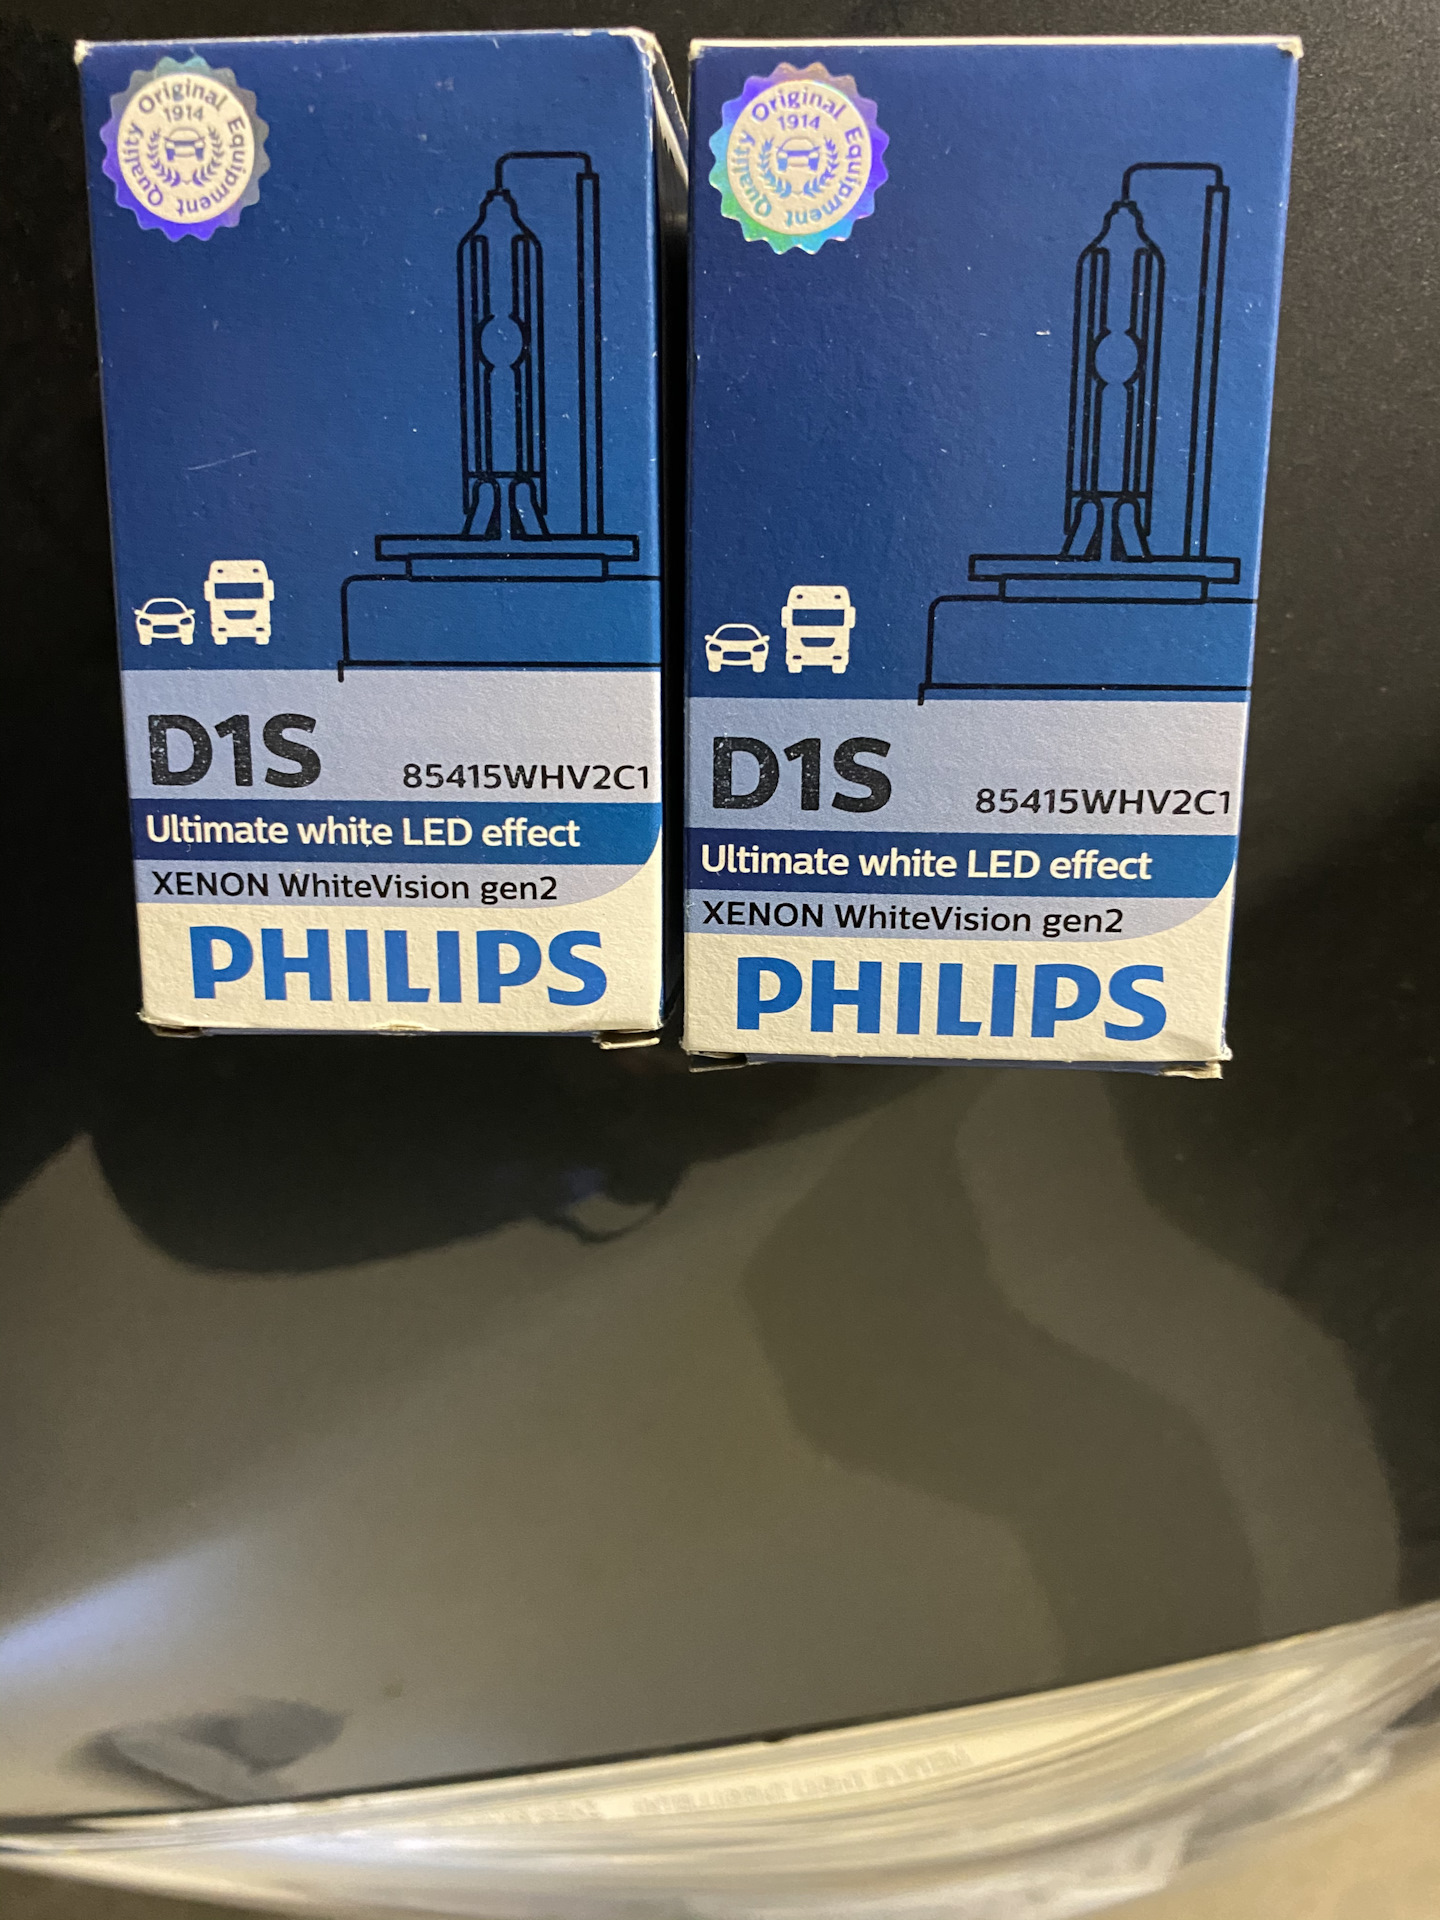 Original Equipment Quality
1914
D1S
85415WHV2C1
Ultimate white LED effect
XENON WhiteVision gen2
PHILIPS
Original Equipment Quality
1914
D1S
85415WHV2C1
Ultimate white LED effect
XENON WhiteVision gen2
PHILIPS